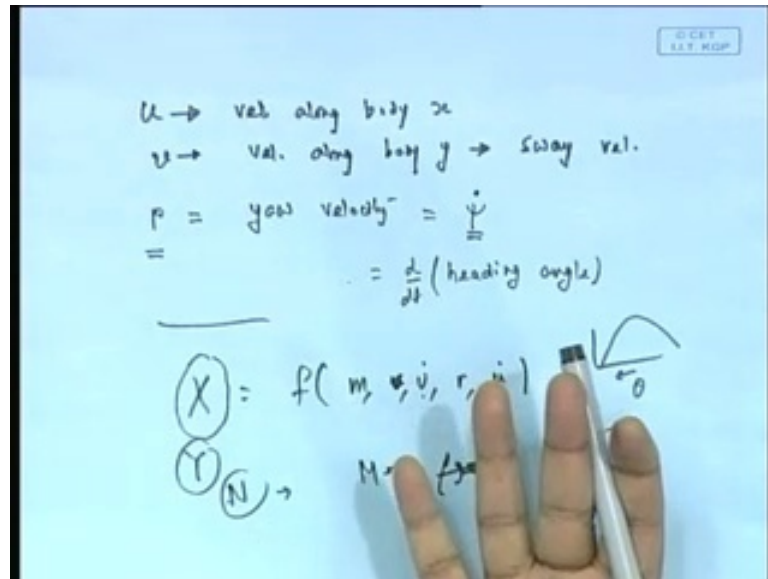 © CET
I.I.T. KGP
u → vel along body x
v → vel. along body y → sway vel.
r = yaw velocity = ψ̇
= d/dt (heading angle)
X = f( m, v, v̇, r,
θ
Y
N →